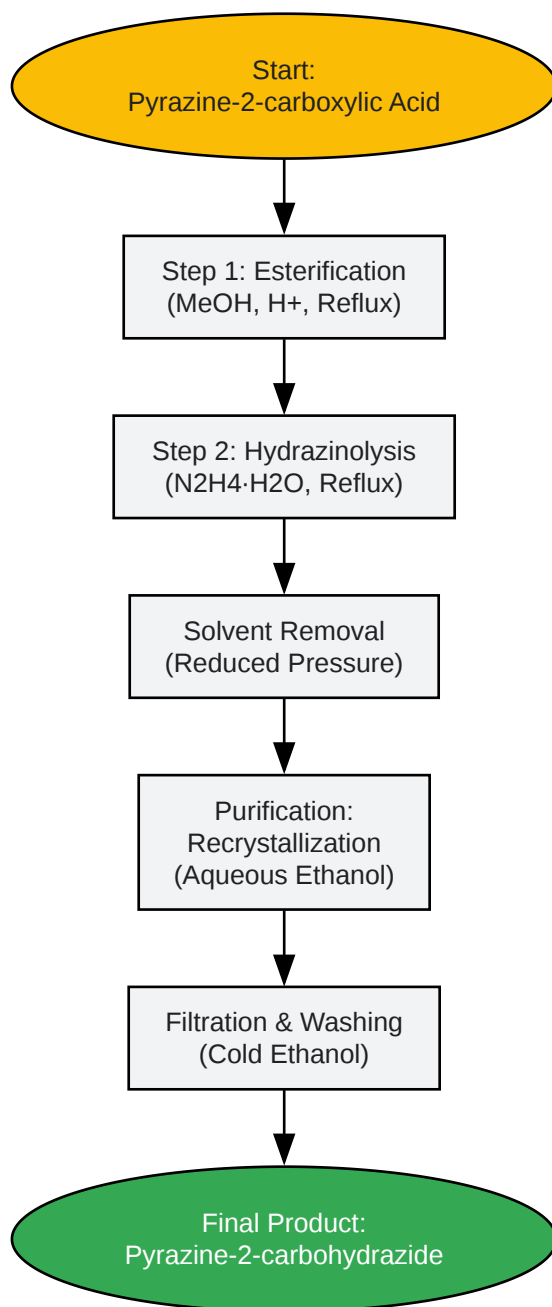 Start:
Pyrazine-2-carboxylic Acid
Step 1: Esterification
(MeOH, H+, Reflux)
Step 2: Hydrazinolysis
(N2H4·H2O, Reflux)
Solvent Removal
(Reduced Pressure)
Purification:
Recrystallization
(Aqueous Ethanol)
Filtration & Washing
(Cold Ethanol)
Final Product:
Pyrazine-2-carbohydrazide